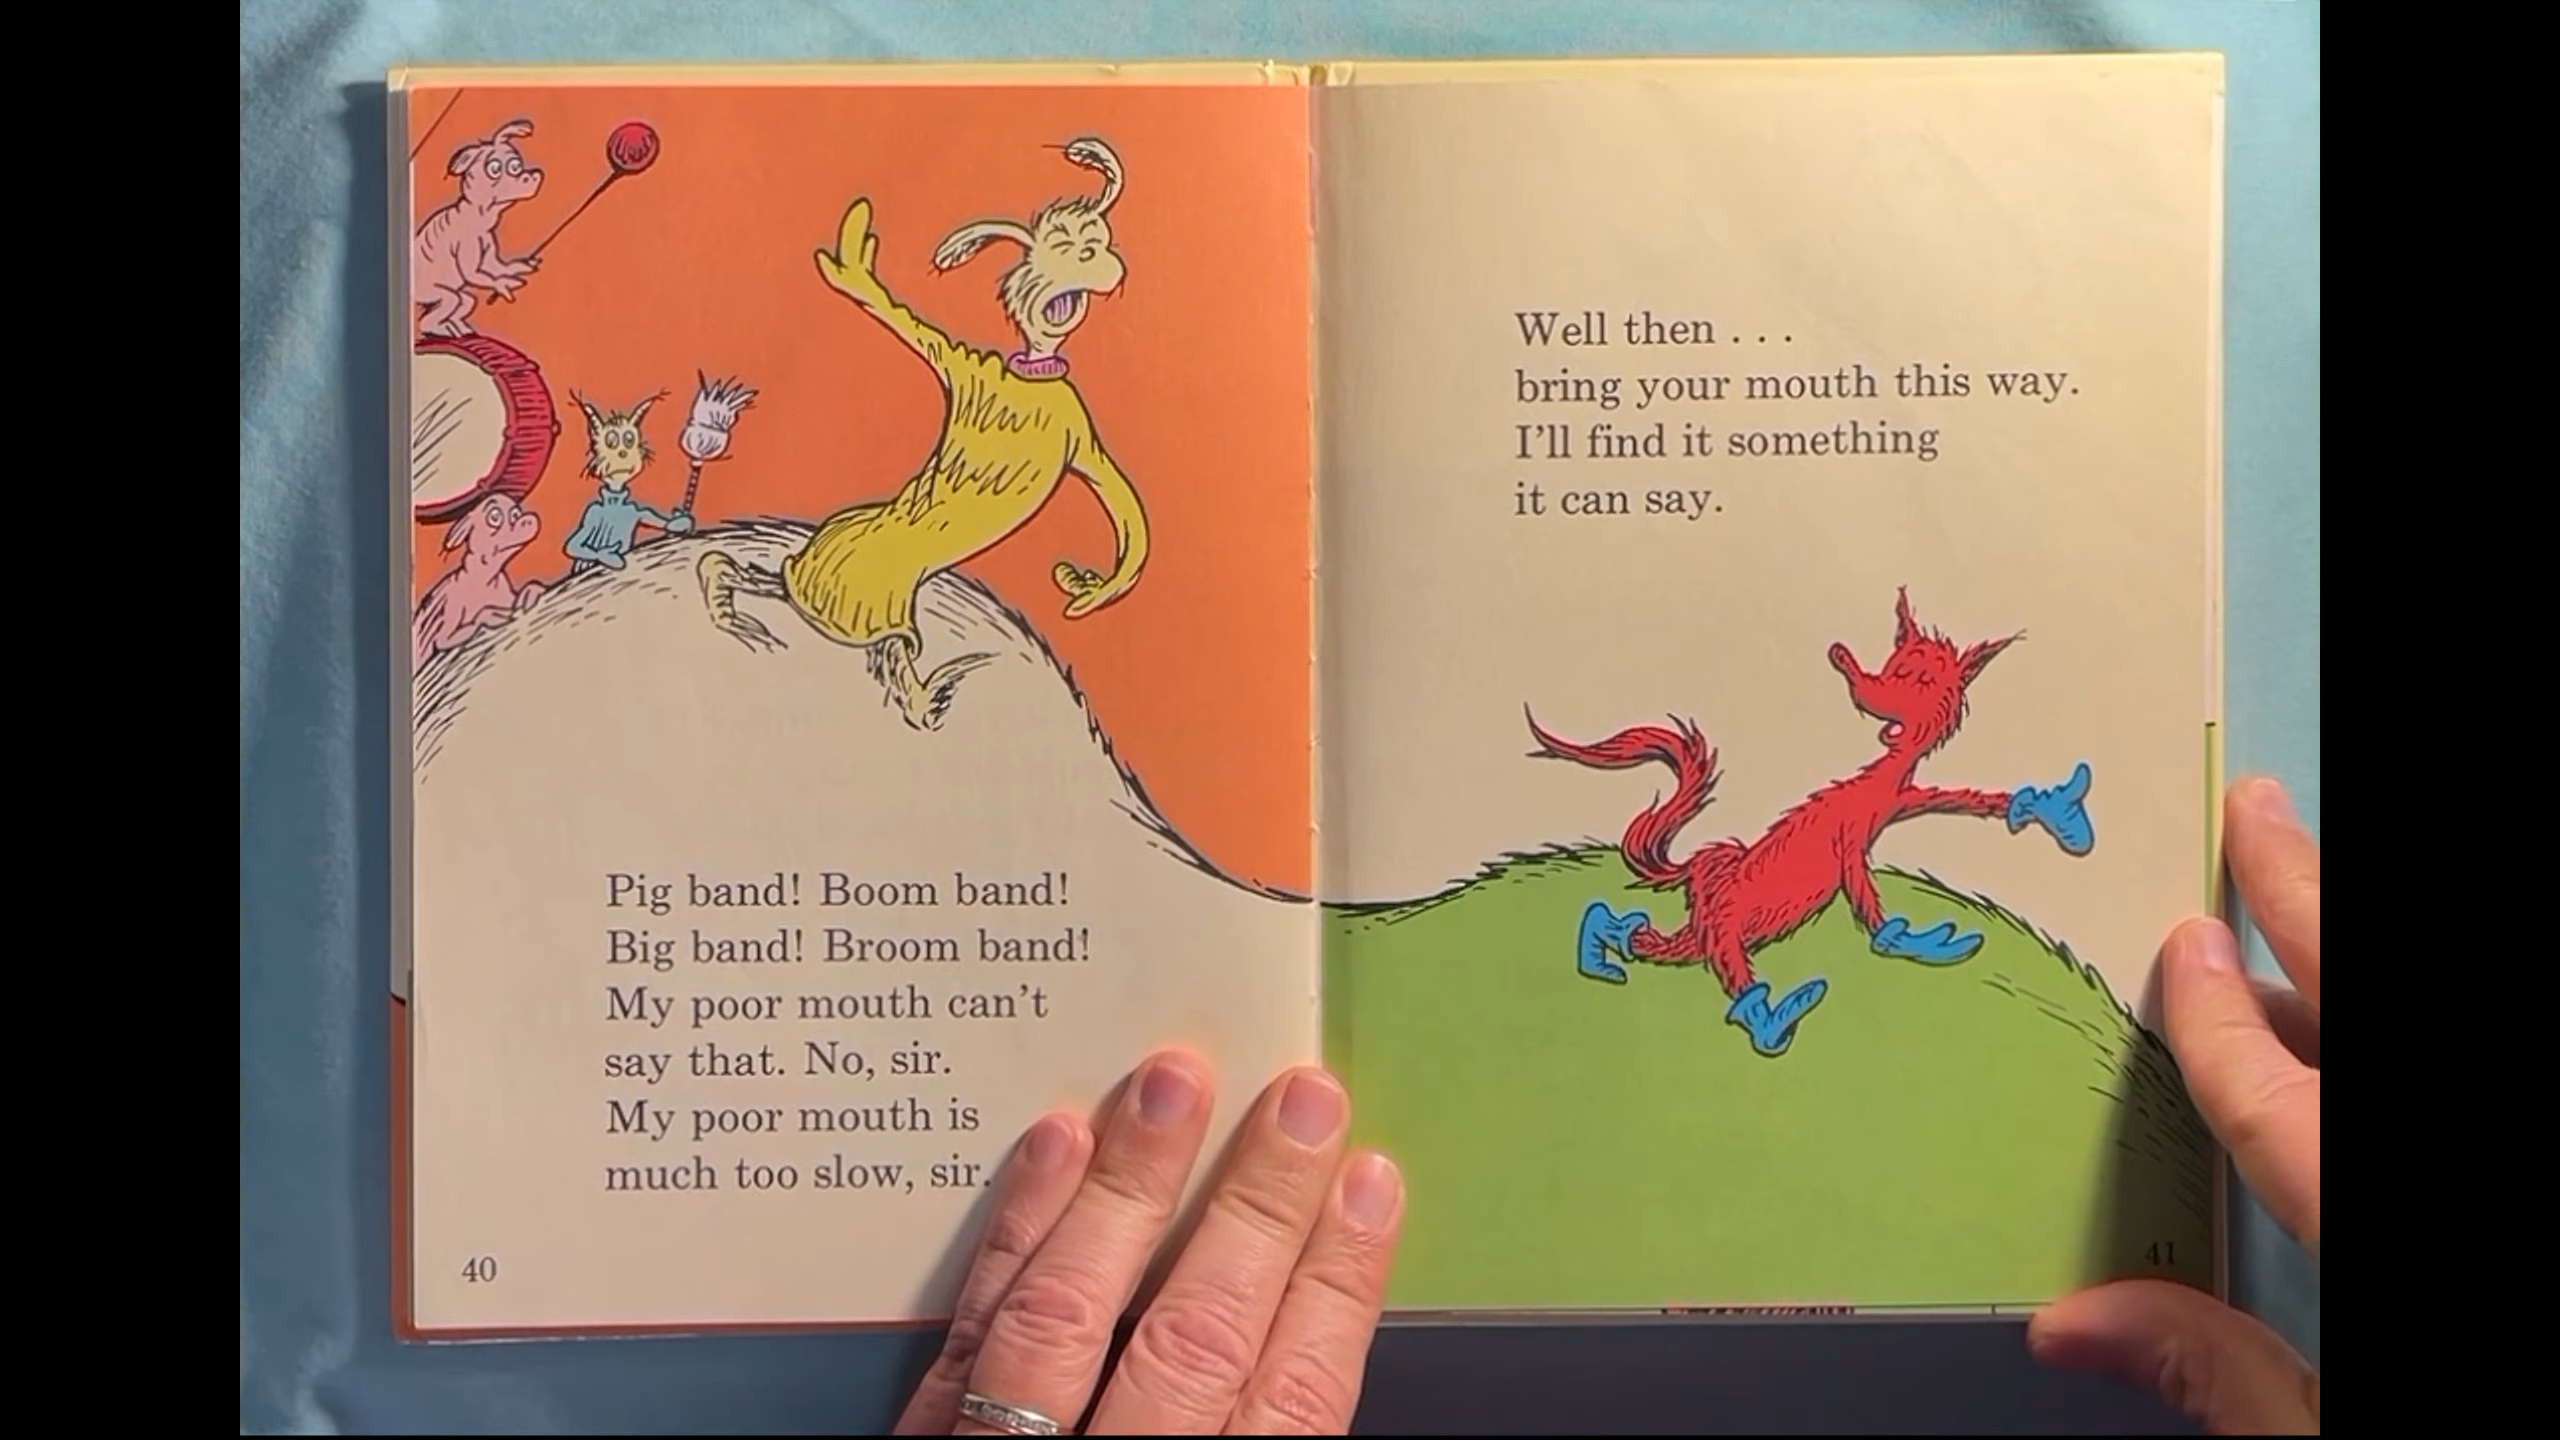 Pig band! Boom band!
Big band! Broom band!
My poor mouth can't
say that. No, sir.
My poor mouth is
much too slow, sir.
40
Well then . . .
bring your mouth this way.
I'll find it something
it can say.
41